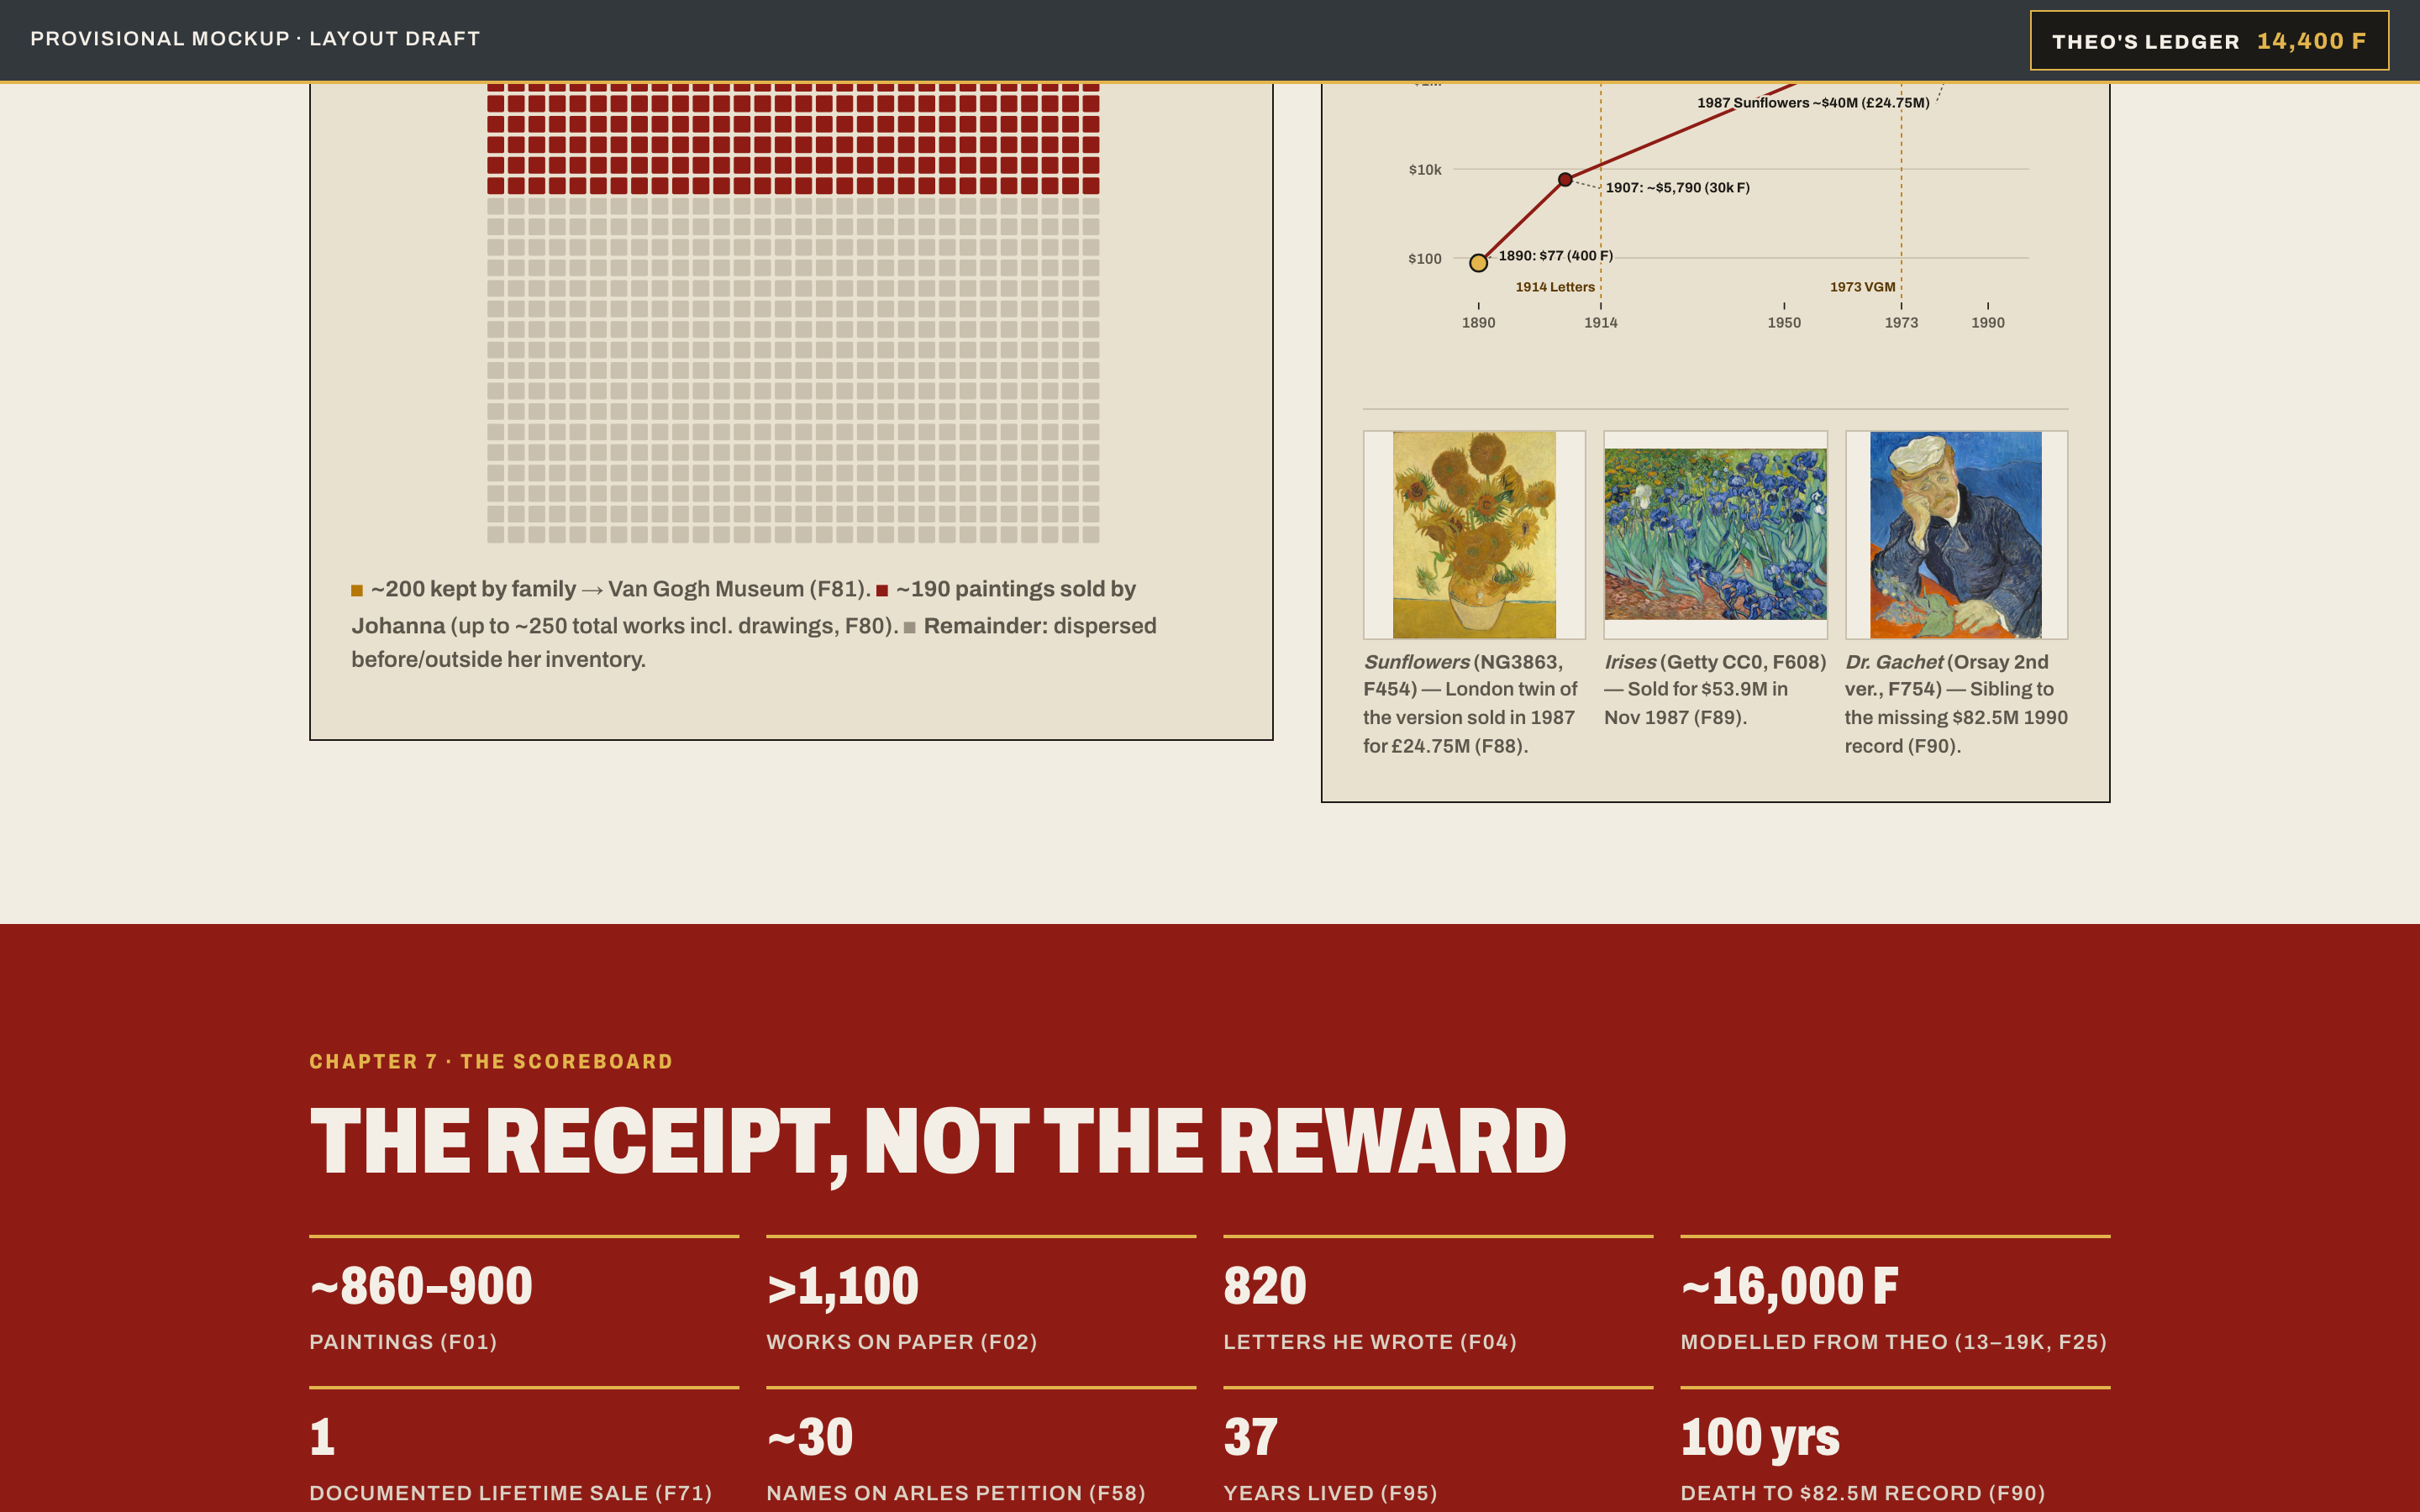 PROVISIONAL MOCKUP · LAYOUT DRAFT
THEO'S LEDGER 14,400 F
~200 kept by family → Van Gogh Museum (F81). ~190 paintings sold by
Johanna (up to ~250 total works incl. drawings, F80). Remainder: dispersed
before/outside her inventory.
1987 Sunflowers ~$40M (£24.75M)
$10k
1907: ~$5,790 (30k F)
$100
1890: $77 (400 F)
1914 Letters
1973 VGM
1890
1914
1950
1973
1990
Sunflowers (NG3863,
F454) — London twin of
the version sold in 1987
for £24.75M (F88).
Irises (Getty CC0, F608)
— Sold for $53.9M in
Nov 1987 (F89).
Dr. Gachet (Orsay 2nd
ver., F754) — Sibling to
the missing $82.5M 1990
record (F90).
CHAPTER 7 · THE SCOREBOARD
THE RECEIPT, NOT THE REWARD
~860–900
PAINTINGS (F01)
>1,100
WORKS ON PAPER (F02)
820
LETTERS HE WROTE (F04)
~16,000 F
MODELLED FROM THEO (13–19K, F25)
1
DOCUMENTED LIFETIME SALE (F71)
~30
NAMES ON ARLES PETITION (F58)
37
YEARS LIVED (F95)
100 yrs
DEATH TO $82.5M RECORD (F90)